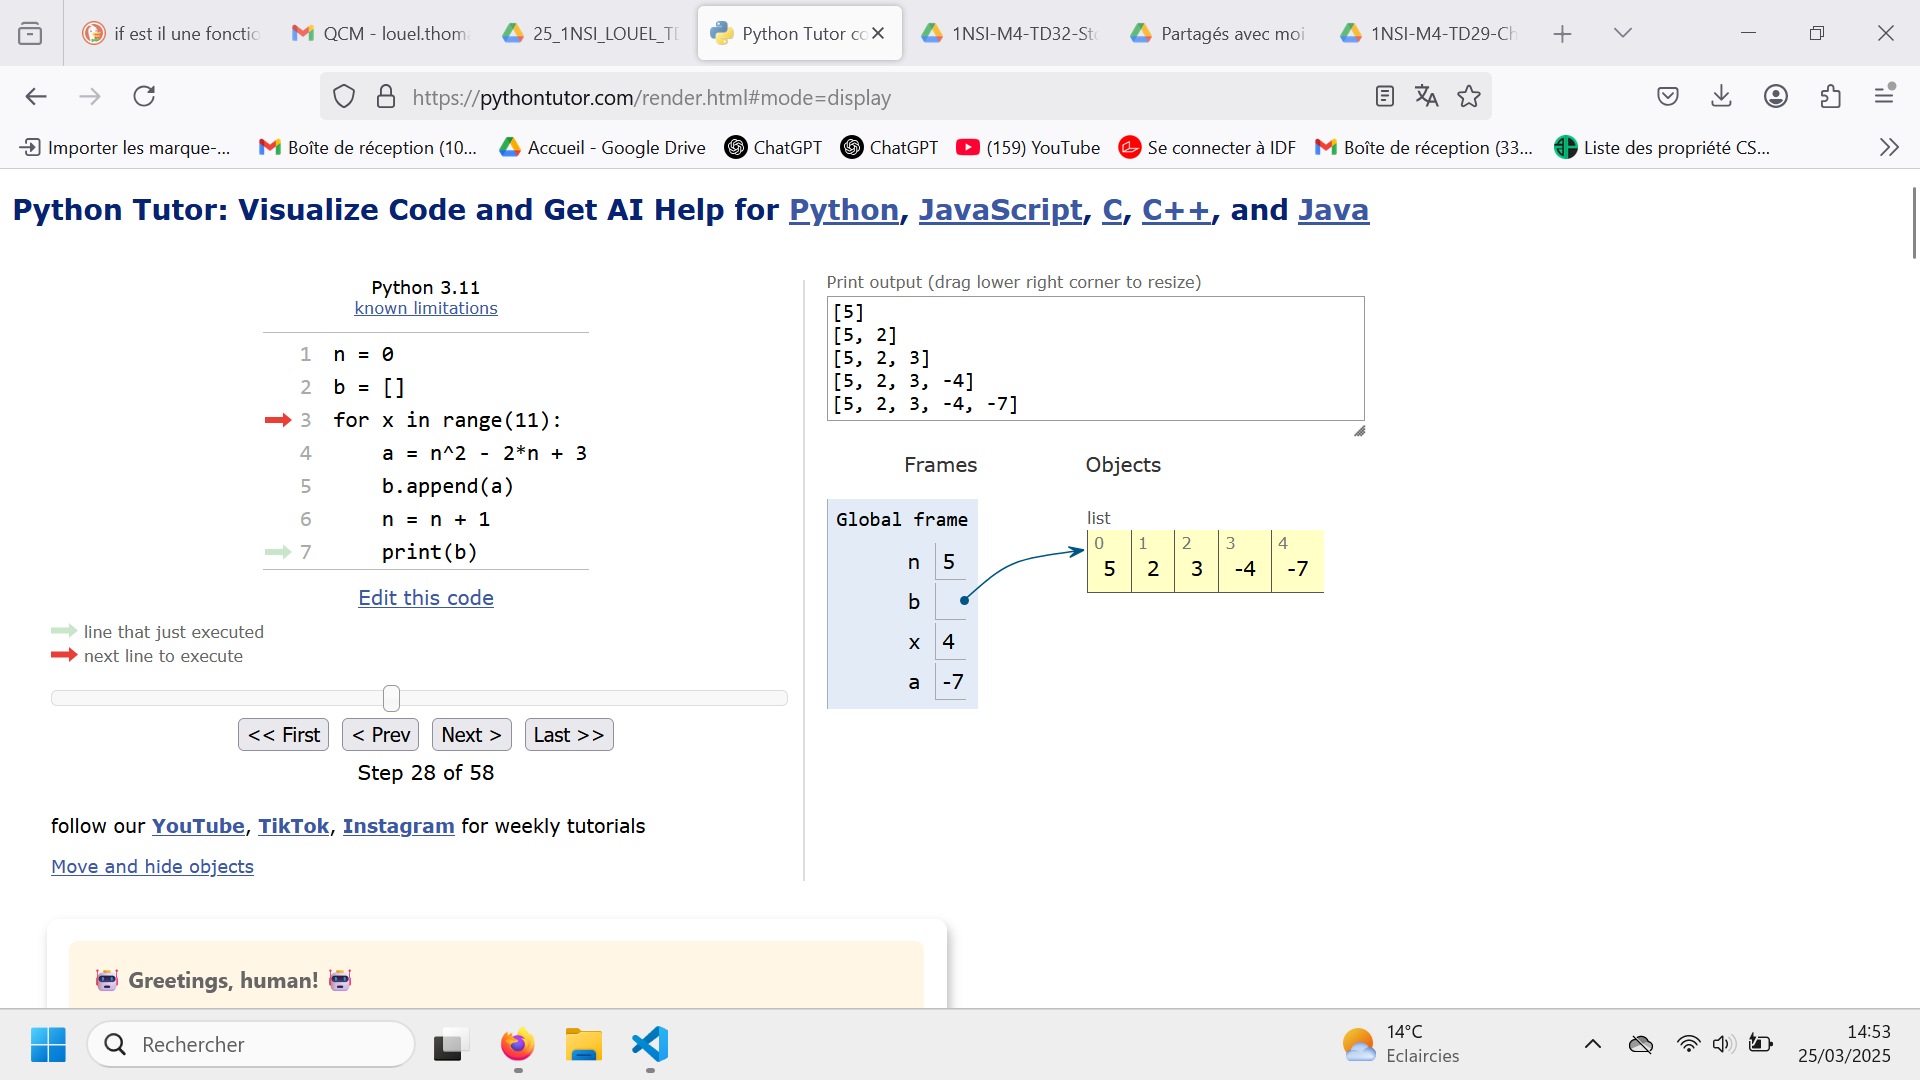 if est il une fonctio
QCM - louel.thom
25_1NSI_LOUEL_T
Python Tutor co
1NSI-M4-TD32-St
Partagés avec moi
1NSI-M4-TD29-Ch
https://pythontutor.com/render.html#mode=display
Importer les marque-...
Boîte de réception (10...
Accueil - Google Drive
ChatGPT
ChatGPT
(159) YouTube
Se connecter à IDF
Boîte de réception (33...
Liste des propriété CS...
Python Tutor: Visualize Code and Get AI Help for Python, JavaScript, C, C++, and Java
Python 3.11
known limitations
1 n = 0
2 b = []
3 for x in range(11):
4 a = n^2 - 2*n + 3
5 b.append(a)
6 n = n + 1
7 print(b)
Edit this code
line that just executed
next line to execute
<< First < Prev Next > Last >>
Step 28 of 58
follow our YouTube, TikTok, Instagram for weekly tutorials
Move and hide objects
Print output (drag lower right corner to resize)
[5]
[5, 2]
[5, 2, 3]
[5, 2, 3, -4]
[5, 2, 3, -4, -7]
Frames Objects
Global frame
n 5
b
x 4
a -7
list
0 1 2 3 4
5 2 3 -4 -7
Greetings, human!
Rechercher
14°C
Eclaircies
14:53
25/03/2025